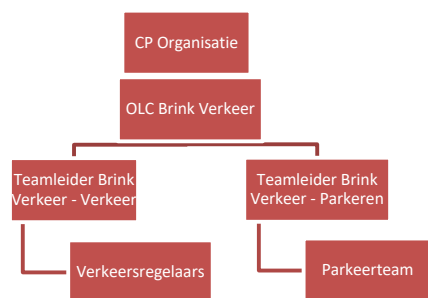 CP Organisatie
OLC Brink Verkeer
Teamleider Brink
Verkeer - Verkeer
Teamleider Brink
Verkeer - Parkeren
Verkeersregelaars
Parkeerteam